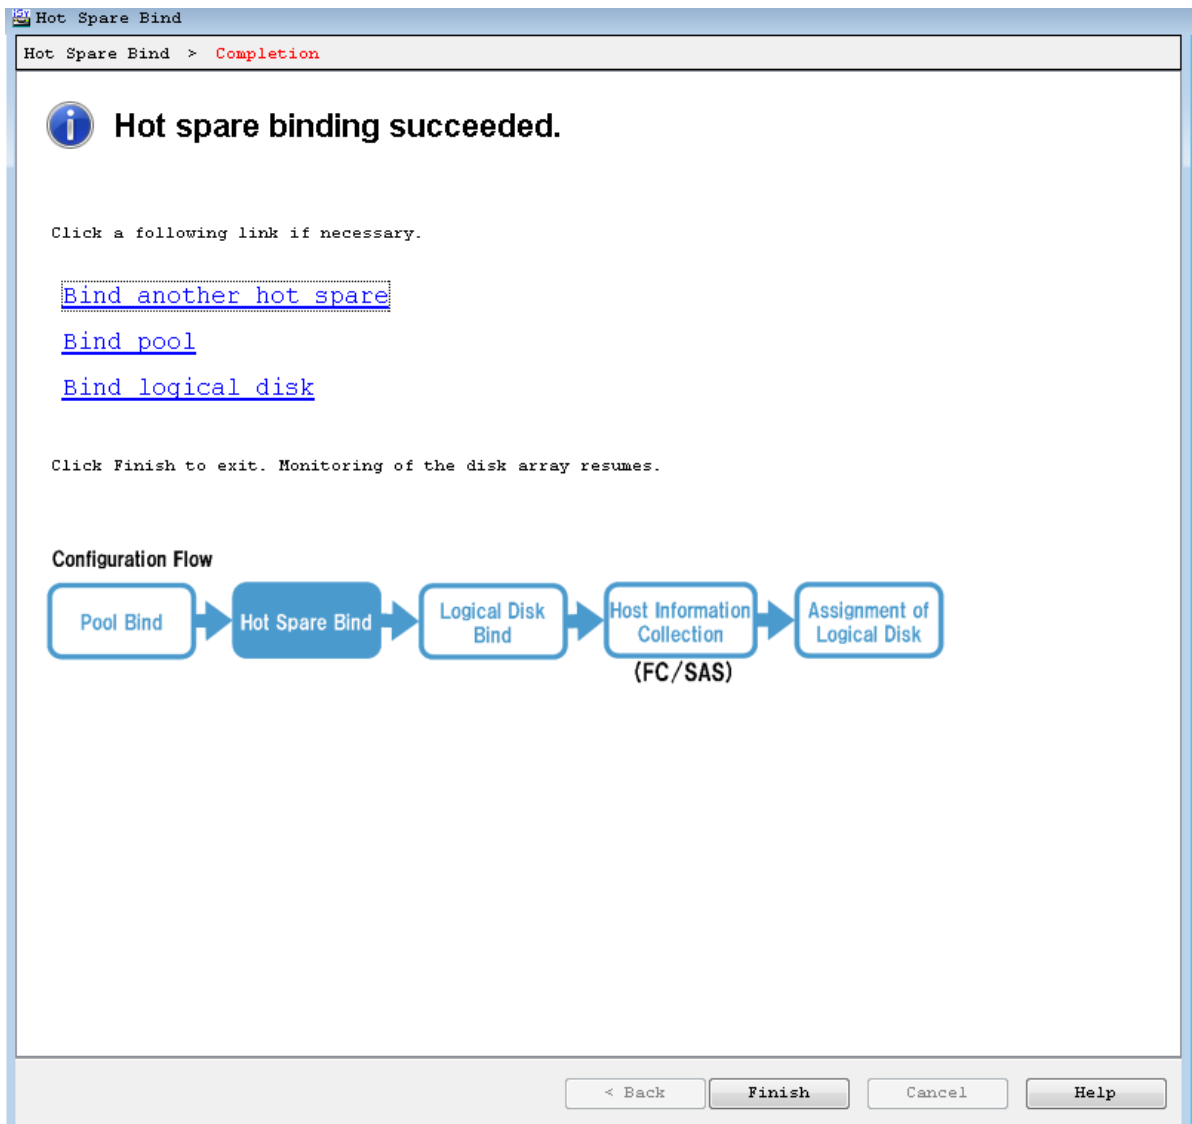 Hot Spare Bind
Hot Spare Bind > Completion
Hot spare binding succeeded.
Click a following link if necessary.
Bind another hot spare
Bind pool
Bind logical disk
Click Finish to exit. Monitoring of the disk array resumes.
Configuration Flow
Pool Bind
Hot Spare Bind
Logical Disk
Bind
Host Information
Collection
(FC/SAS)
Assignment of
Logical Disk
< Back
Finish
Cancel
Help